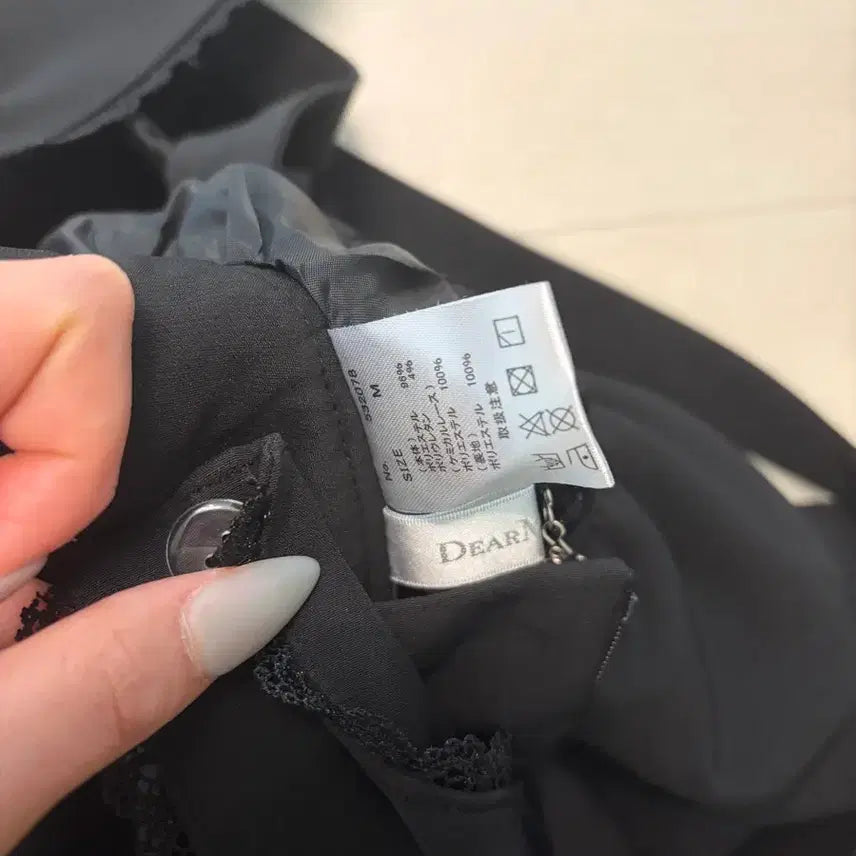 No. 53207B
SIZE M
(本体)
ポリエステル 96%
ポリウレタン 4%
(ケミカルレース)
ポリエステル 100%
(裏地)
ポリエステル 100%
取扱注意
DEAR